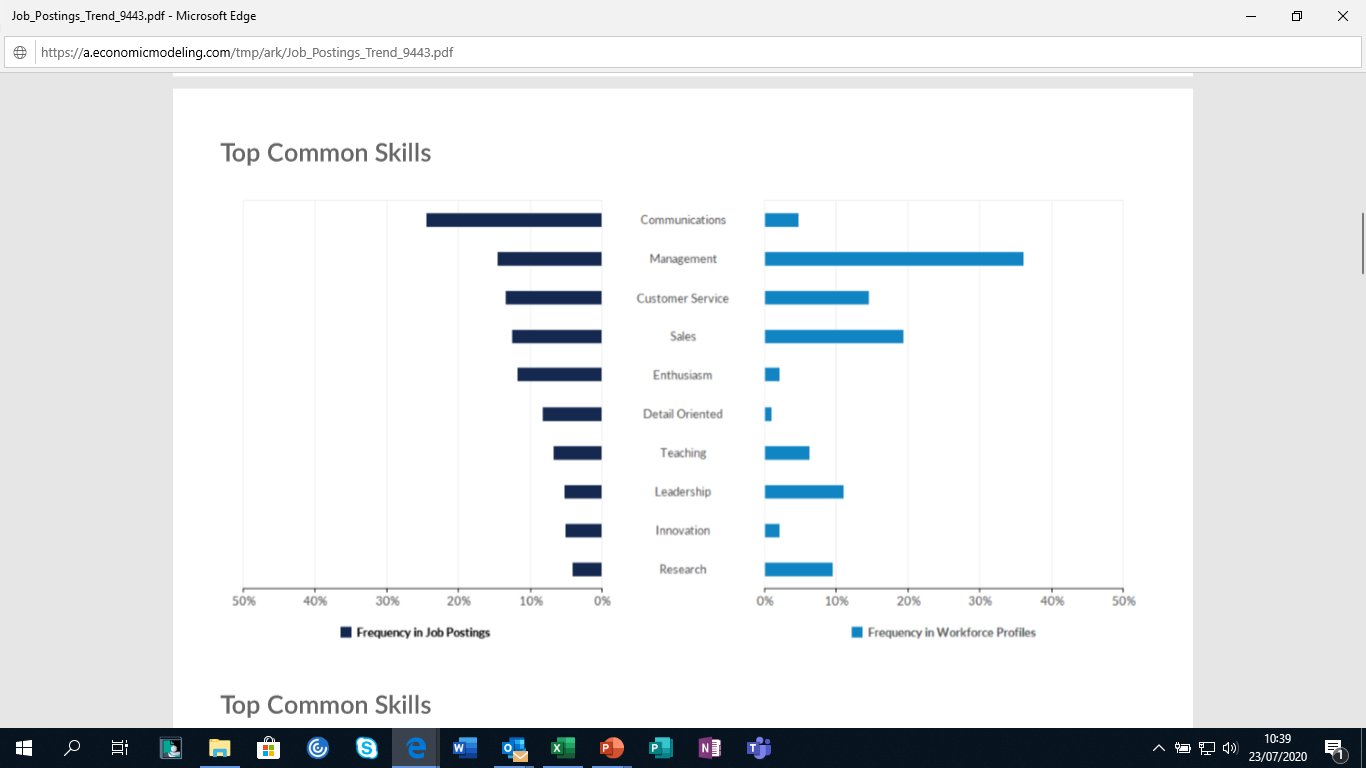 Job_Postings_Trend_9443.pdf - Microsoft Edge
https://a.economicmodeling.com/tmp/ark/Job_Postings_Trend_9443.pdf
Top Common Skills
Communications
Management
Customer Service
Sales
Enthusiasm
Detail Oriented
Teaching
Leadership
Innovation
Research
50% 40% 30% 20% 10% 0% 0% 10% 20% 30% 40% 50%
Frequency in Job Postings Frequency in Workforce Profiles
Top Common Skills
10:39
23/07/2020
1